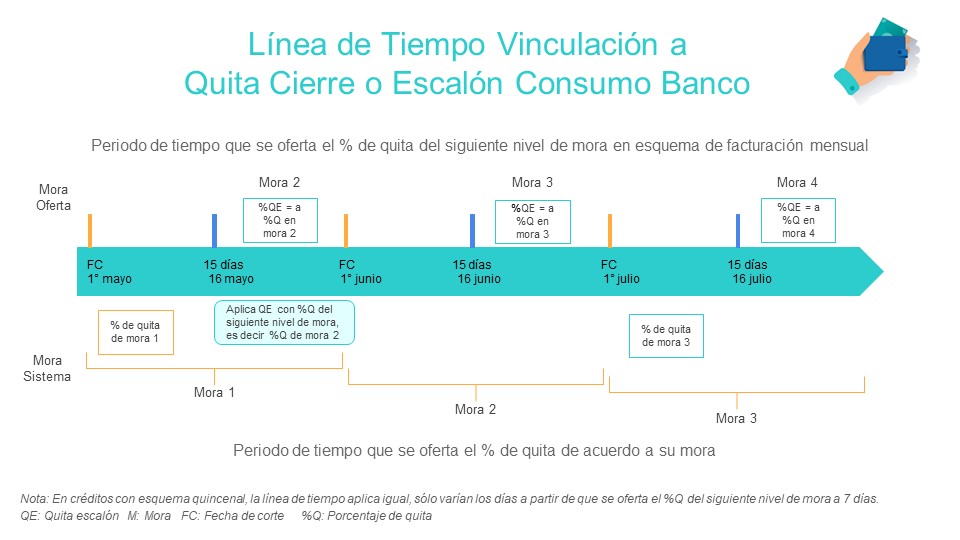 Línea de Tiempo Vinculación a
Quita Cierre o Escalón Consumo Banco
Periodo de tiempo que se oferta el % de quita del siguiente nivel de mora en esquema de facturación mensual
Mora
Oferta
Mora 2
%QE = a
%Q en
mora 2
Mora 3
%QE = a
%Q en
mora 3
Mora 4
%QE = a
%Q en
mora 4
FC
1° mayo
15 días
16 mayo
FC
1° junio
15 días
16 junio
FC
1° julio
15 días
16 julio
% de quita
de mora 1
Aplica QE con %Q del
siguiente nivel de mora,
es decir %Q de mora 2
% de quita
de mora 3
Mora
Sistema
Mora 1
Mora 2
Mora 3
Periodo de tiempo que se oferta el % de quita de acuerdo a su mora
Nota: En créditos con esquema quincenal, la línea de tiempo aplica igual, sólo varían los días a partir de que se oferta el %Q del siguiente nivel de mora a 7 días.
QE: Quita escalón M: Mora FC: Fecha de corte %Q: Porcentaje de quita